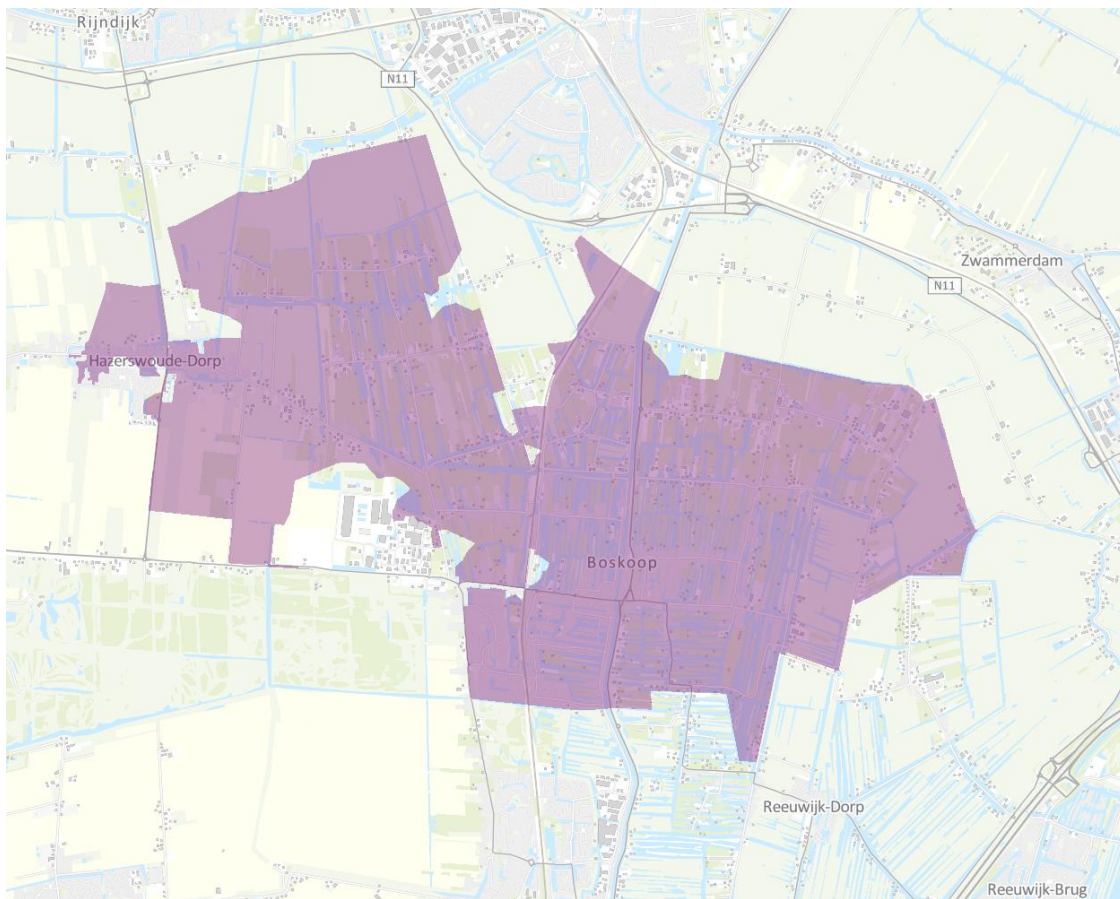 Rijndijk
N11
Zwammerdam
N11
Hazerswoude-Dorp
Boskoop
Reeuwijk-Dorp
Reeuwijk-Brug